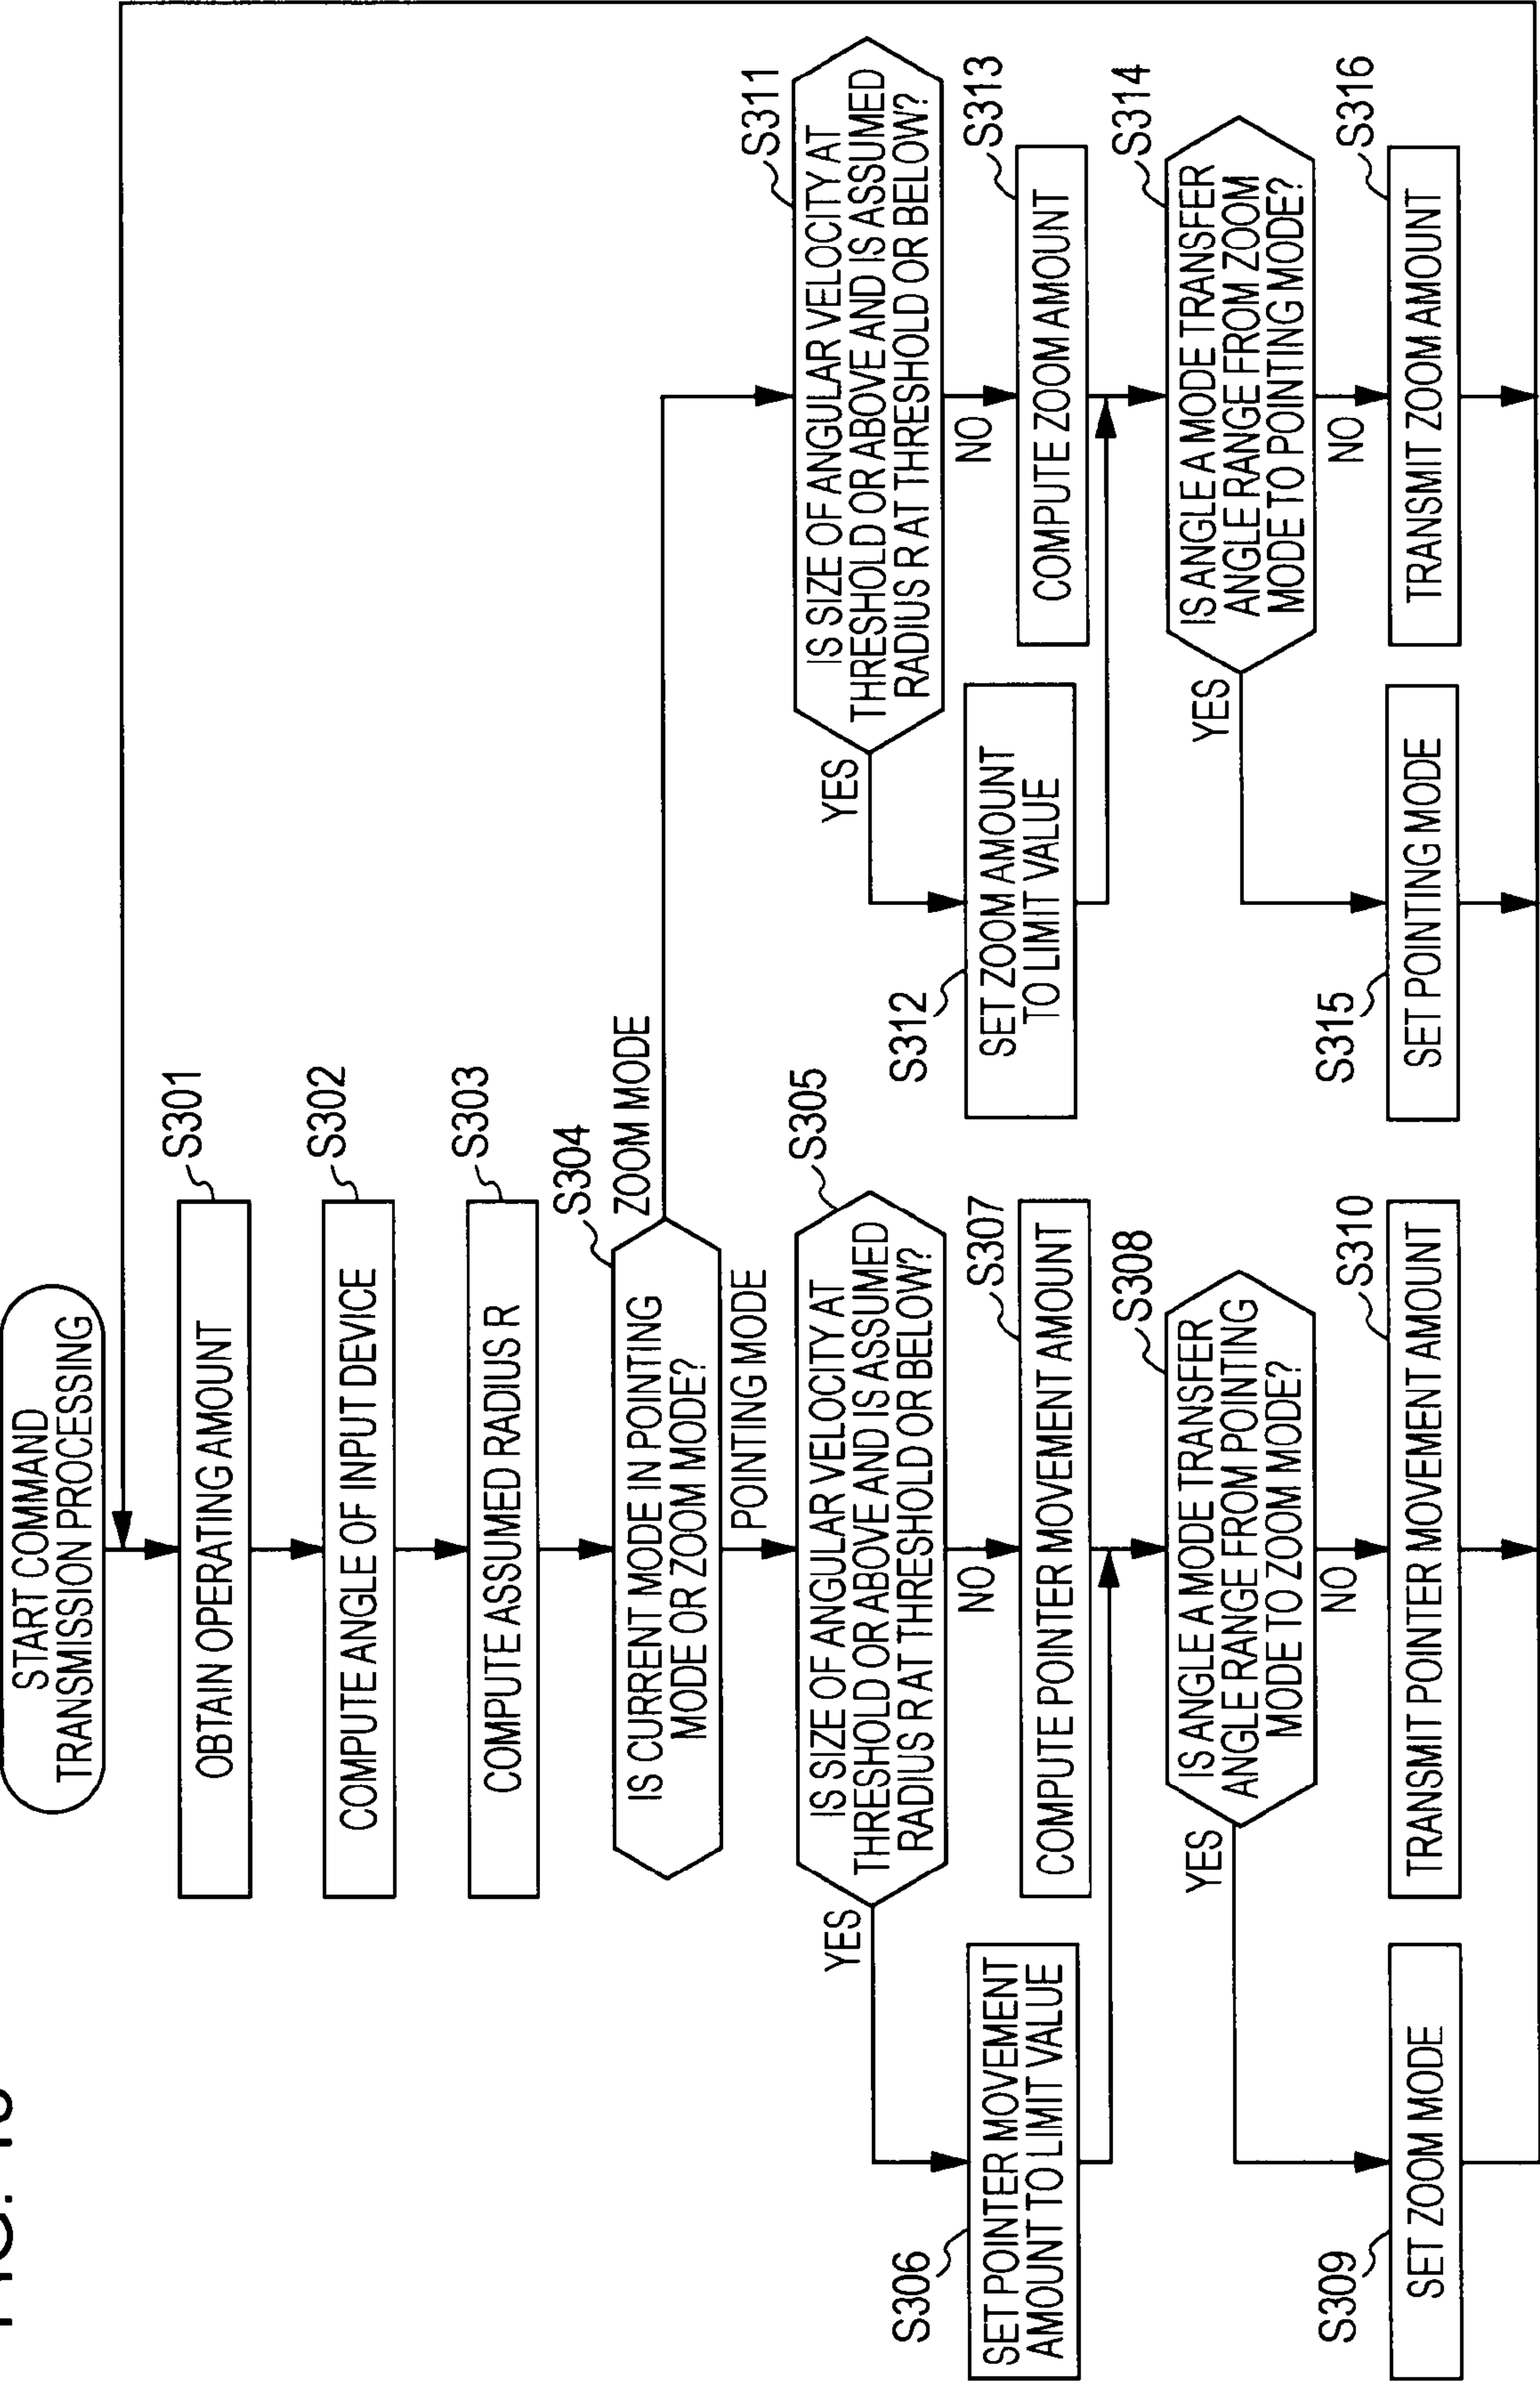 START COMMAND
TRANSMISSION PROCESSING
S301
OBTAIN OPERATING AMOUNT
S302
COMPUTE ANGLE OF INPUT DEVICE
S303
COMPUTE ASSUMED RADIUS R
S304
IS CURRENT MODE IN POINTING
MODE OR ZOOM MODE?
ZOOM MODE
POINTING MODE
S305
IS SIZE OF ANGULAR VELOCITY AT
THRESHOLD OR ABOVE AND IS ASSUMED
RADIUS R AT THRESHOLD OR BELOW?
YES
NO
S306
SET POINTER MOVEMENT
AMOUNT TO LIMIT VALUE
S307
COMPUTE POINTER MOVEMENT AMOUNT
S308
IS ANGLE A MODE TRANSFER
ANGLE RANGE FROM POINTING
MODE TO ZOOM MODE?
YES
NO
S309
SET ZOOM MODE
S310
TRANSMIT POINTER MOVEMENT AMOUNT
S311
IS SIZE OF ANGULAR VELOCITY AT
THRESHOLD OR ABOVE AND IS ASSUMED
RADIUS R AT THRESHOLD OR BELOW?
YES
NO
S312
SET ZOOM AMOUNT
TO LIMIT VALUE
S313
COMPUTE ZOOM AMOUNT
S314
IS ANGLE A MODE TRANSFER
ANGLE RANGE FROM ZOOM
MODE TO POINTING MODE?
YES
NO
S315
SET POINTING MODE
S316
TRANSMIT ZOOM AMOUNT